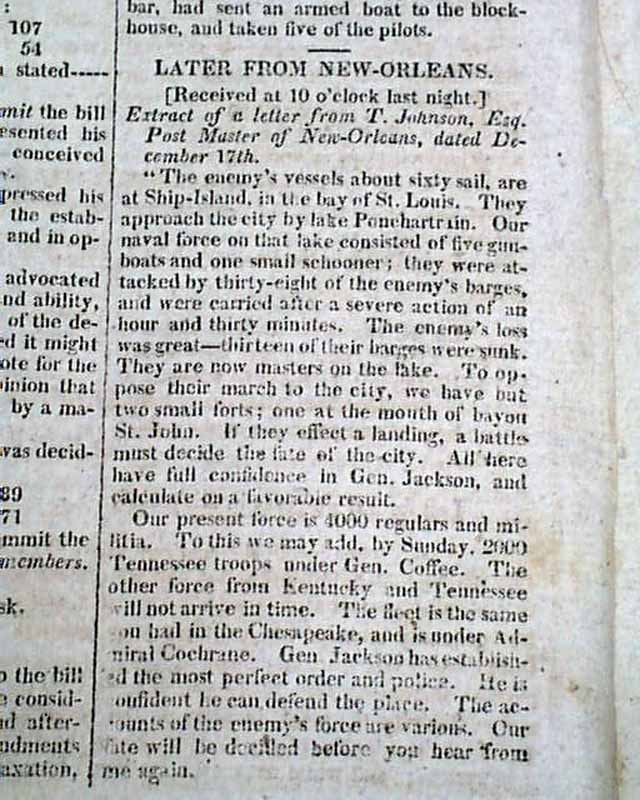 :
107
54
stated-----
mit the bill
esented his
conceived
pressed his
the estab-
and in op-
advocated
nd ability,
of the de-
ed it might
ote for the
inion that
by a ma-
was decid-
89
71
mmit the
members.
sk.
o the bill
e consid-
d after-
ndments
axation,
bar, had sent an armed boat to the block-
house, and taken five of the pilots.
LATER FROM NEW-ORLEANS.
[Received at 10 o'clock last night.]
Extract of a letter from T. Johnson, Esq.
Post Master of New-Orleans, dated De-
cember 17th.
"The enemy's vessels about sixty sail, are
at Ship-Island, in the bay of St. Louis. They
approach the city by lake Ponchartrain. Our
naval force on that lake consisted of five gun-
boats and one small schooner; they were at-
tacked by thirty-eight of the enemy's barges,
and were carried after a severe action of an
hour and thirty minutes. The enemy's loss
was great—thirteen of their barges were sunk.
They are now masters on the lake. To op-
pose their march to the city, we have but
two small forts; one at the mouth of bayou
St. John. If they effect a landing, a battle
must decide the fate of the city. All here
have full confidence in Gen. Jackson, and
calculate on a favorable result.
Our present force is 4000 regulars and mi-
litia. To this we may add, by Sunday, 2000
Tennessee troops under Gen. Coffee. The
other force from Kentucky and Tennessee
will not arrive in time. The fleet is the same
you had in the Chesapeake, and is under Ad-
miral Cochrane. Gen Jackson has establish-
ed the most perfect order and police. He is
confident he can defend the place. The ac-
counts of the enemy's force are various. Our
fate will be decided before you hear from
me again.